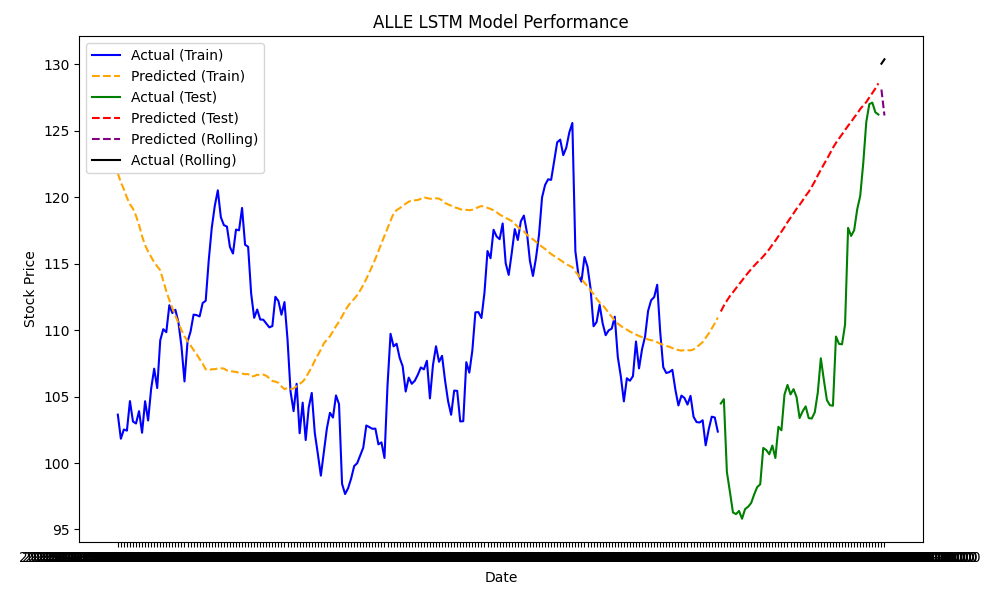 ALLE LSTM Model Performance
Actual (Train)
Predicted (Train)
Actual (Test)
Predicted (Test)
Predicted (Rolling)
Actual (Rolling)
Stock Price
130
125
120
115
110
105
100
95
Date